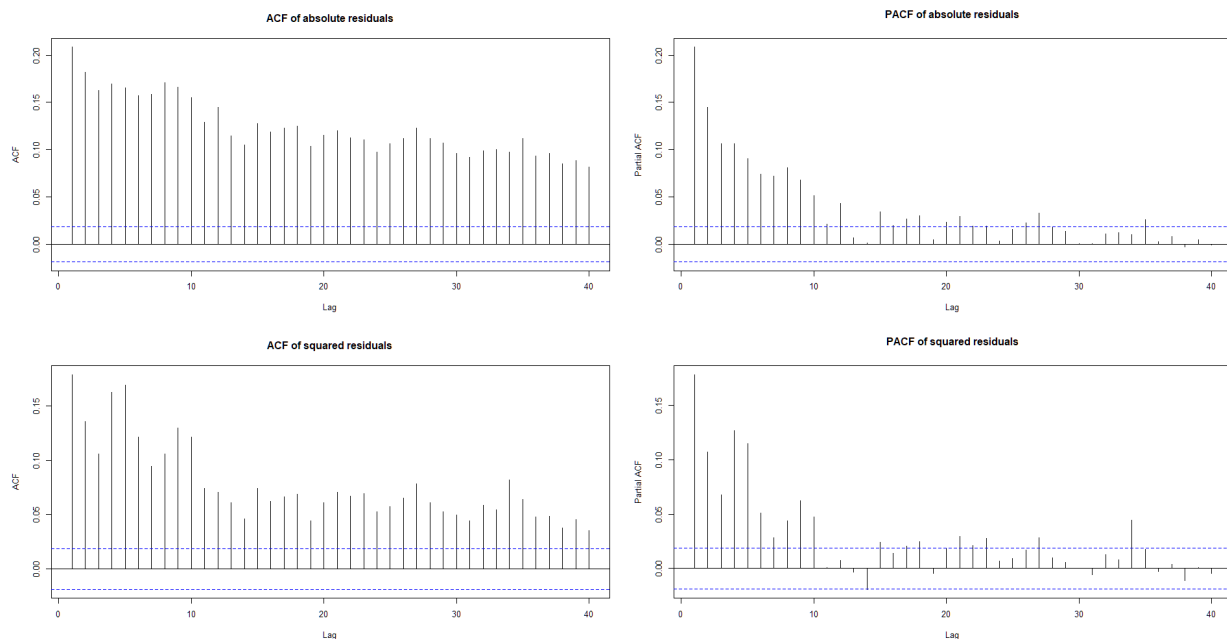 ACF of absolute residuals
ACF
0.00 0.05 0.10 0.15 0.20
0 10 20 30 40
Lag
PACF of absolute residuals
Partial ACF
0.00 0.05 0.10 0.15 0.20
0 10 20 30 40
Lag
ACF of squared residuals
ACF
0.00 0.05 0.10 0.15
0 10 20 30 40
Lag
PACF of squared residuals
Partial ACF
0.00 0.05 0.10 0.15
0 10 20 30 40
Lag